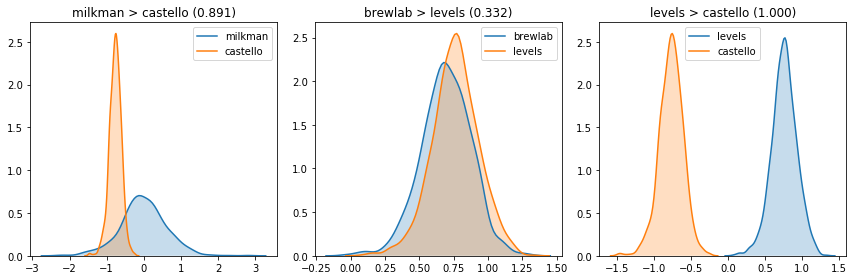 milkman > castello (0.891)
milkman
castello
2.5
2.0
1.5
1.0
0.5
0.0
−3 −2 −1 0 1 2 3
brewlab > levels (0.332)
brewlab
levels
2.5
2.0
1.5
1.0
0.5
0.0
−0.25 0.00 0.25 0.50 0.75 1.00 1.25 1.50
levels > castello (1.000)
levels
castello
2.5
2.0
1.5
1.0
0.5
0.0
−1.5 −1.0 −0.5 0.0 0.5 1.0 1.5